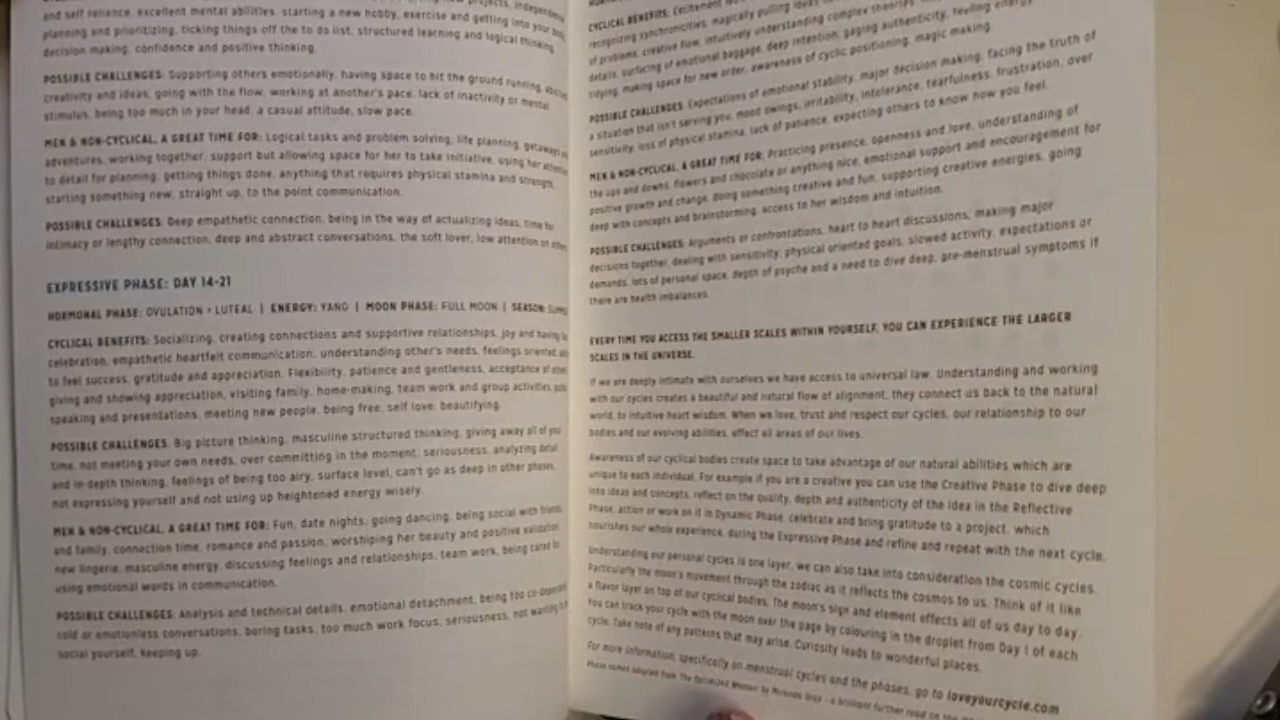 and self reliance, excellent mental abilities, starting a new hobby, exercise and getting into your body,
planning and prioritizing, ticking things off the to do list, structured learning and logical thinking,
decision making, confidence and positive thinking.
POSSIBLE CHALLENGES: Supporting others emotionally, having space to hit the ground running,
creativity and ideas, going with the flow, working at another's pace, lack of inactivity or mental
stimulus, being too much in your head, a casual attitude, slow pace.
MEN & NON-CYCLICAL, A GREAT TIME FOR: Logical tasks and problem solving, life planning, getaways
adventures, working together, support but allowing space for her to take initiative, using her
to detail for planning, getting things done, anything that requires physical stamina and strength,
starting something new, straight up, to the point communication.
POSSIBLE CHALLENGES: Deep empathetic connection, being in the way of actualizing ideas, time for
intimacy or lengthy connection, deep and abstract conversations, the soft lover, low attention
EXPRESSIVE PHASE: DAY 14-21
HORMONAL PHASE: OVULATION + LUTEAL | ENERGY: YANG | MOON PHASE: FULL MOON | SEASON:
CYCLICAL BENEFITS: Socializing, creating connections and supportive relationships, joy and having
celebration, empathetic heartfelt communication, understanding other's needs, feelings oriented,
to feel success, gratitude and appreciation. Flexibility, patience and gentleness, acceptance of
giving and showing appreciation, visiting family, home-making, team work and group activities,
speaking and presentations, meeting new people, being free, self love, beautifying.
POSSIBLE CHALLENGES: Big picture thinking, masculine structured thinking, giving away all of your
time, not meeting your own needs, over committing in the moment, seriousness, analyzing detail
and in-depth thinking, feelings of being too airy, surface level, can't go as deep in other phases,
not expressing yourself and not using up heightened energy wisely.
MEN & NON-CYCLICAL, A GREAT TIME FOR: Fun, date nights, going dancing, being social with friends
and family, connection time, romance and passion, worshiping her beauty and positive validation,
new lingerie, masculine energy, discussing feelings and relationships, team work, being cared
using emotional words in communication.
POSSIBLE CHALLENGES: Analysis and technical details, emotional detachment, being too
cold or emotionless conversations, boring tasks, too much work focus, seriousness, not wanting
social yourself, keeping up.
CYCLICAL BENEFITS:
recognizing synchronicities, magically pulling ideas
of problems, creative flow, intuitively understanding complex theories
details, surfacing of emotional baggage, deep intention, gaging authenticity, feeling
tidying, making space for new order, awareness of cyclic positioning, magic making.
POSSIBLE CHALLENGES: Expectations of emotional stability, major decision making, facing the truth of
a situation that isn't serving you, mood swings, irritability, intolerance, tearfulness, frustration, over
sensitivity, loss of physical stamina, lack of patience, expecting others to know how you feel.
MEN & NON-CYCLICAL, A GREAT TIME FOR: Practicing presence, openness and love, understanding of
the ups and downs, flowers and chocolate or anything nice, emotional support and encouragement for
positive growth and change, doing something creative and fun, supporting creative energies, going
deep with concepts and brainstorming, access to her wisdom and intuition.
POSSIBLE CHALLENGES: Arguments or confrontations, heart to heart discussions, making major
decisions together, dealing with sensitivity, physical oriented goals, slowed activity, expectations or
demands, lots of personal space, depth of psyche and a need to dive deep, pre-menstrual symptoms if
there are health imbalances.
EVERY TIME YOU ACCESS THE SMALLER SCALES WITHIN YOURSELF, YOU CAN EXPERIENCE THE LARGER
SCALES IN THE UNIVERSE.
If we are deeply intimate with ourselves we have access to universal law. Understanding and working
with our cycles creates a beautiful and natural flow of alignment, they connect us back to the natural
world, to intuitive heart wisdom. When we love, trust and respect our cycles, our relationship to our
bodies and our evolving abilities, effect all areas of our lives.
Awareness of our cyclical bodies create space to take advantage of our natural abilities which are
unique to each individual. For example if you are a creative you can use the Creative Phase to dive deep
into ideas and concepts, reflect on the quality, depth and authenticity of the idea in the Reflective
Phase, action or work on it in Dynamic Phase, celebrate and bring gratitude to a project, which
nourishes our whole experience, during the Expressive Phase and refine and repeat with the next cycle.
Understanding our personal cycles is one layer, we can also take into consideration the cosmic cycles.
Particularly the moon's movement through the zodiac as it reflects the cosmos to us. Think of it like
a flavor layer on top of our cyclical bodies. The moon's sign and element effects all of us day to day.
You can track your cycle with the moon over the page by colouring in the droplet from Day 1 of each
cycle. Take note of any patterns that may arise. Curiosity leads to wonderful places.
For more information, specifically on menstrual cycles and the phases, go to loveyourcycle.com
Phase names adapted from 'The Optimized Woman' by Miranda Gray - a brilliant further read